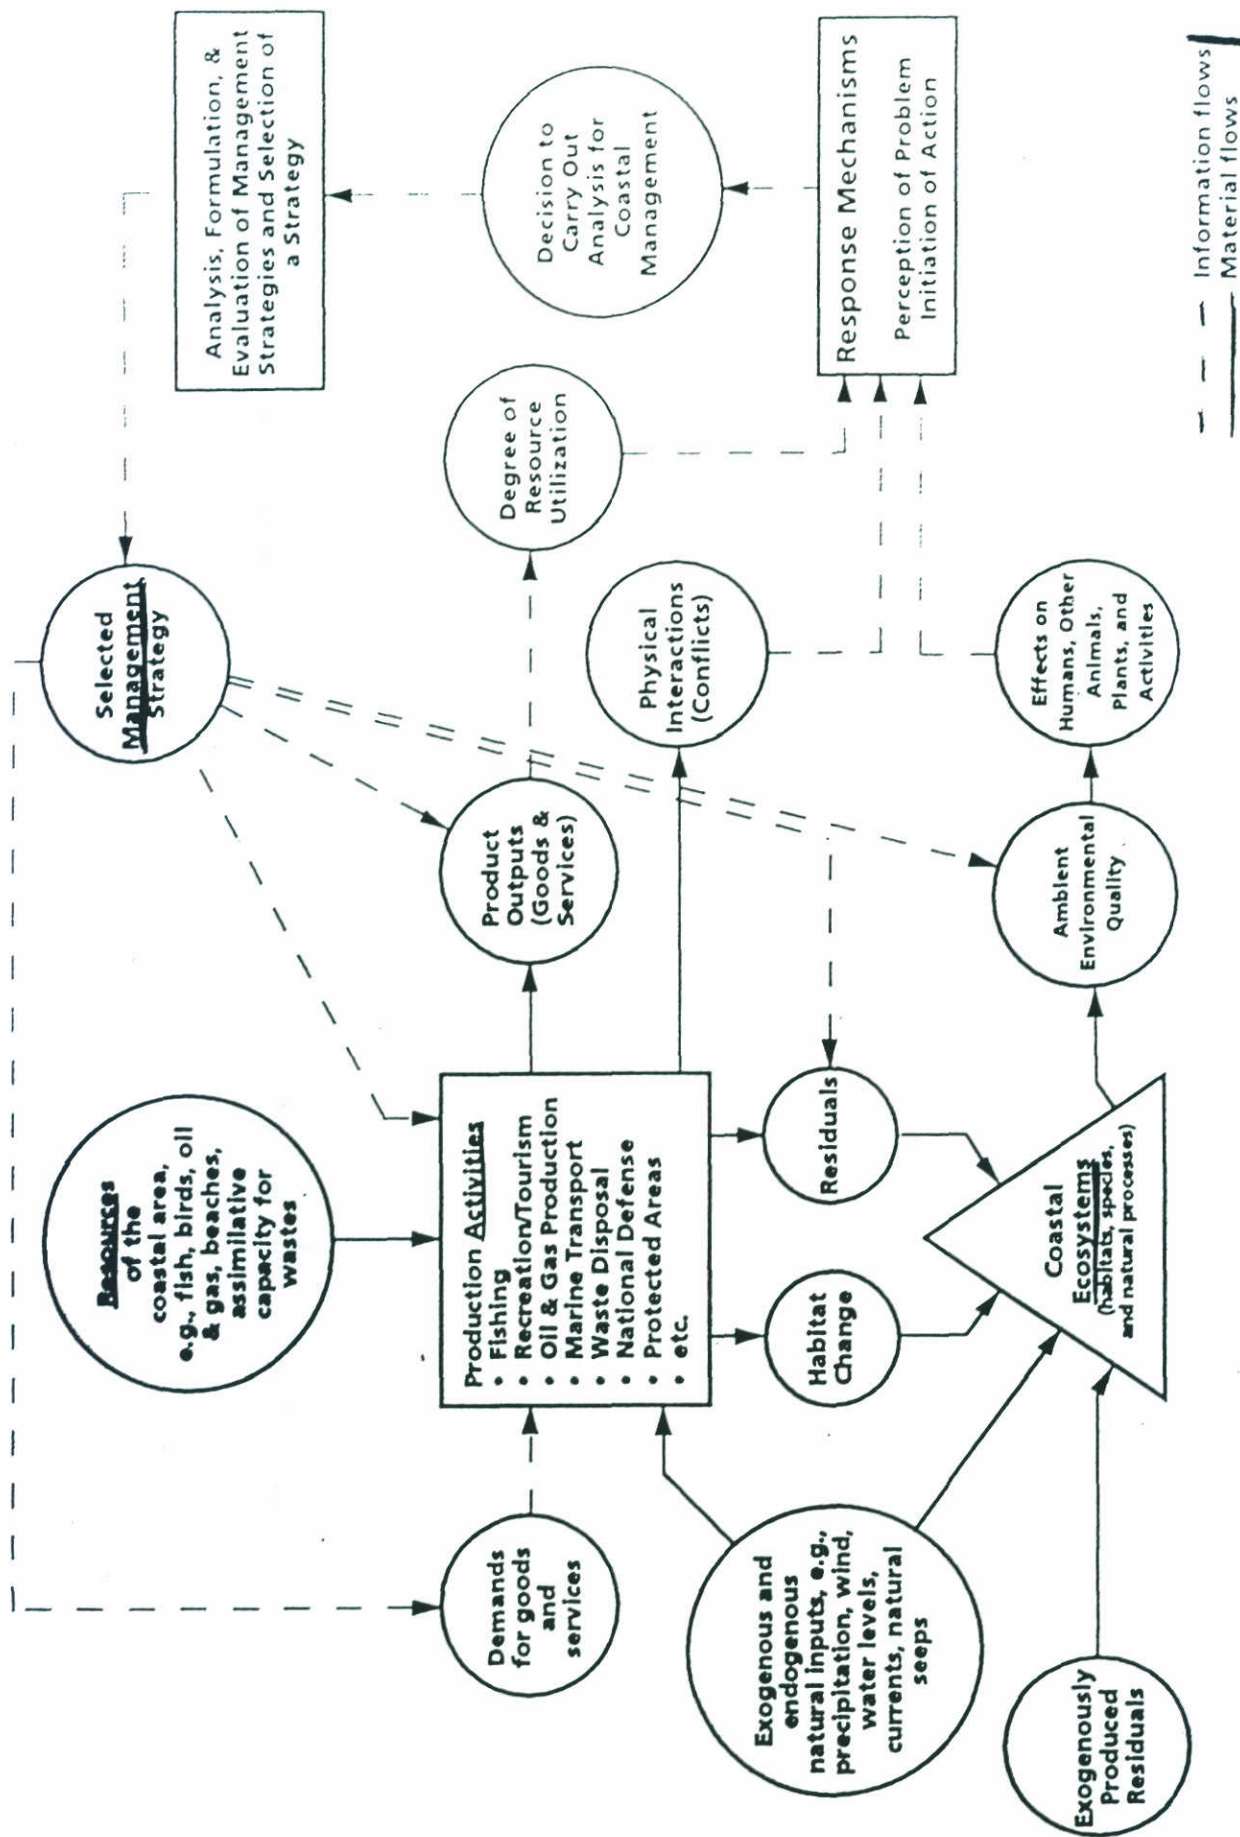 Resources
of the
coastal area,
e.g., fish, birds, oil
& gas, beaches,
assimilative
capacity for
wastes
Selected
Management
Strategy
Analysis, Formulation, &
Evaluation of Management
Strategies and Selection of
a Strategy
Demands
for goods
and
services
Production Activities
• Fishing
• Recreation/Tourism
• Oil & Gas Production
• Marine Transport
• Waste Disposal
• National Defense
• Protected Areas
• etc.
Product
Outputs
(Goods &
Services)
Degree of
Resource
Utilization
Decision to
Carry Out
Analysis for
Coastal
Management
Physical
Interactions
(Conflicts)
Exogenous and
endogenous
natural inputs, e.g.,
precipitation, wind,
water levels,
currents, natural
seeps
Habitat
Change
Residuals
Response Mechanisms
Perception of Problem
Initiation of Action
Exogenously
Produced
Residuals
Coastal
Ecosystems
(habitats, species,
and natural processes)
Ambient
Environmental
Quality
Effects on
Humans, Other
Animals,
Plants, and
Activities
Information flows
Material flows